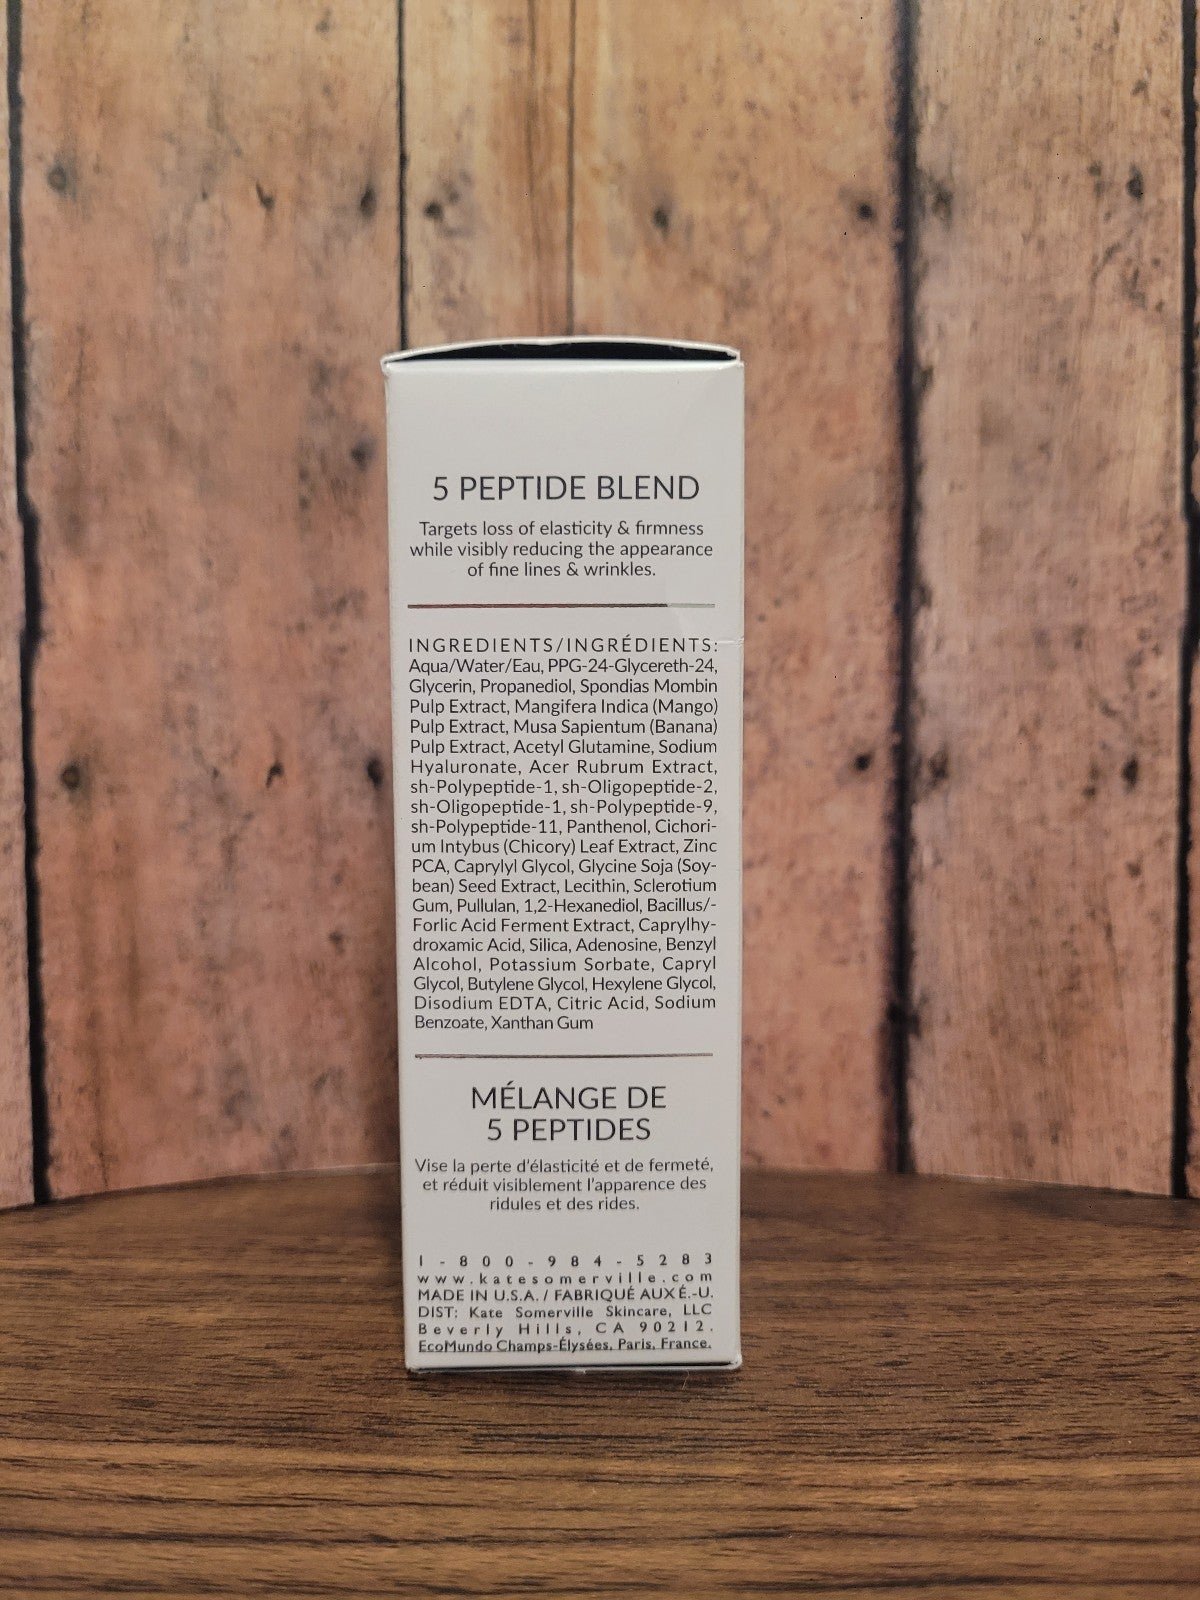 5 PEPTIDE BLEND
Targets loss of elasticity & firmness
while visibly reducing the appearance
of fine lines & wrinkles.
INGREDIENTS/INGRÉDIENTS:
Aqua/Water/Eau, PPG-24-Glycereth-24,
Glycerin, Propanediol, Spondias Mombin
Pulp Extract, Mangifera Indica (Mango)
Pulp Extract, Musa Sapientum (Banana)
Pulp Extract, Acetyl Glutamine, Sodium
Hyaluronate, Acer Rubrum Extract,
sh-Polypeptide-1, sh-Oligopeptide-2,
sh-Oligopeptide-1, sh-Polypeptide-9,
sh-Polypeptide-11, Panthenol, Cichori-
um Intybus (Chicory) Leaf Extract, Zinc
PCA, Caprylyl Glycol, Glycine Soja (Soy-
bean) Seed Extract, Lecithin, Sclerotium
Gum, Pullulan, 1,2-Hexanediol, Bacillus/-
Forlic Acid Ferment Extract, Caprylhy-
droxamic Acid, Silica, Adenosine, Benzyl
Alcohol, Potassium Sorbate, Capryl
Glycol, Butylene Glycol, Hexylene Glycol,
Disodium EDTA, Citric Acid, Sodium
Benzoate, Xanthan Gum
MÉLANGE DE
5 PEPTIDES
Vise la perte d'élasticité et de fermeté,
et réduit visiblement l'apparence des
ridules et des rides.
1-800-984-5283
www.katesomerville.com
MADE IN U.S.A. / FABRIQUÉ AUX É.-U.
DIST: Kate Somerville Skincare, LLC
Beverly Hills, CA 90212.
EcoMundo Champs-Élysées, Paris, France.